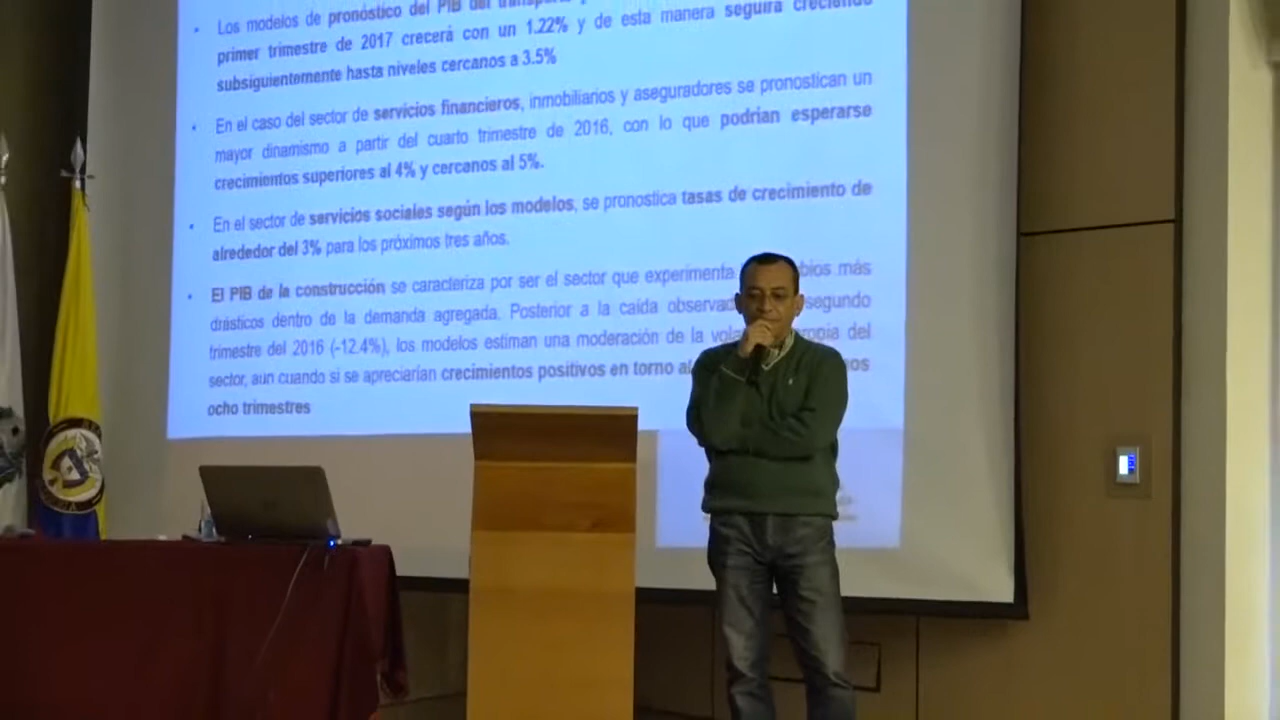 • Los modelos de pronóstico del PIB del
primer trimestre de 2017 crecerá con un 1.22% y de esta manera seguirá creciendo
subsiguientemente hasta niveles cercanos a 3.5%
• En el caso del sector de servicios financieros, inmobiliarios y aseguradores se pronostican un
mayor dinamismo a partir del cuarto trimestre de 2016, con lo que podrían esperarse
crecimientos superiores al 4% y cercanos al 5%.
• En el sector de servicios sociales según los modelos, se pronostica tasas de crecimiento de
alrededor del 3% para los próximos tres años.
• El PIB de la construcción se caracteriza por ser el sector que experimenta más
drásticos dentro de la demanda agregada. Posterior a la caída segundo
trimestre del 2016 (-12.4%), los modelos estiman una moderación de la del
sector, aun cuando si se apreciarían crecimientos positivos en torno
ocho trimestres